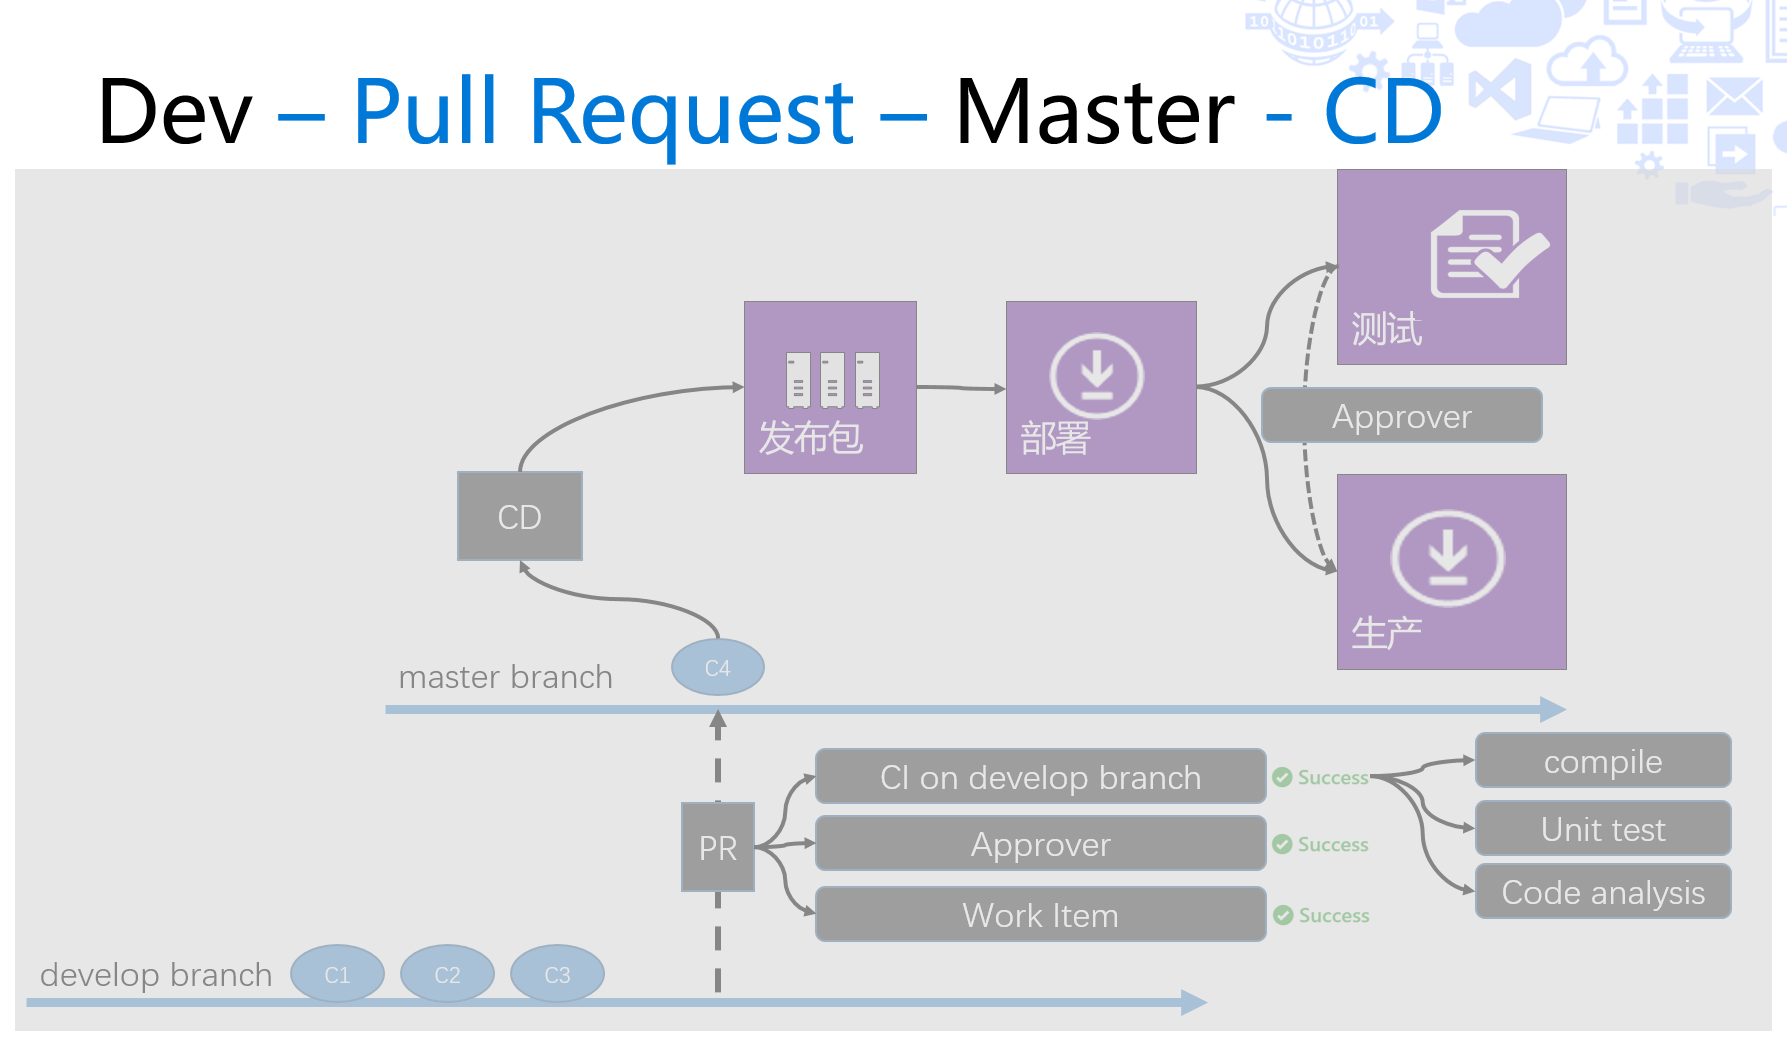 Dev – Pull Request – Master - CD
测试
Approver
发布包
部署
CD
生产
master branch
C4
CI on develop branch
Success
compile
PR
Approver
Success
Unit test
Work Item
Success
Code analysis
develop branch
C1
C2
C3